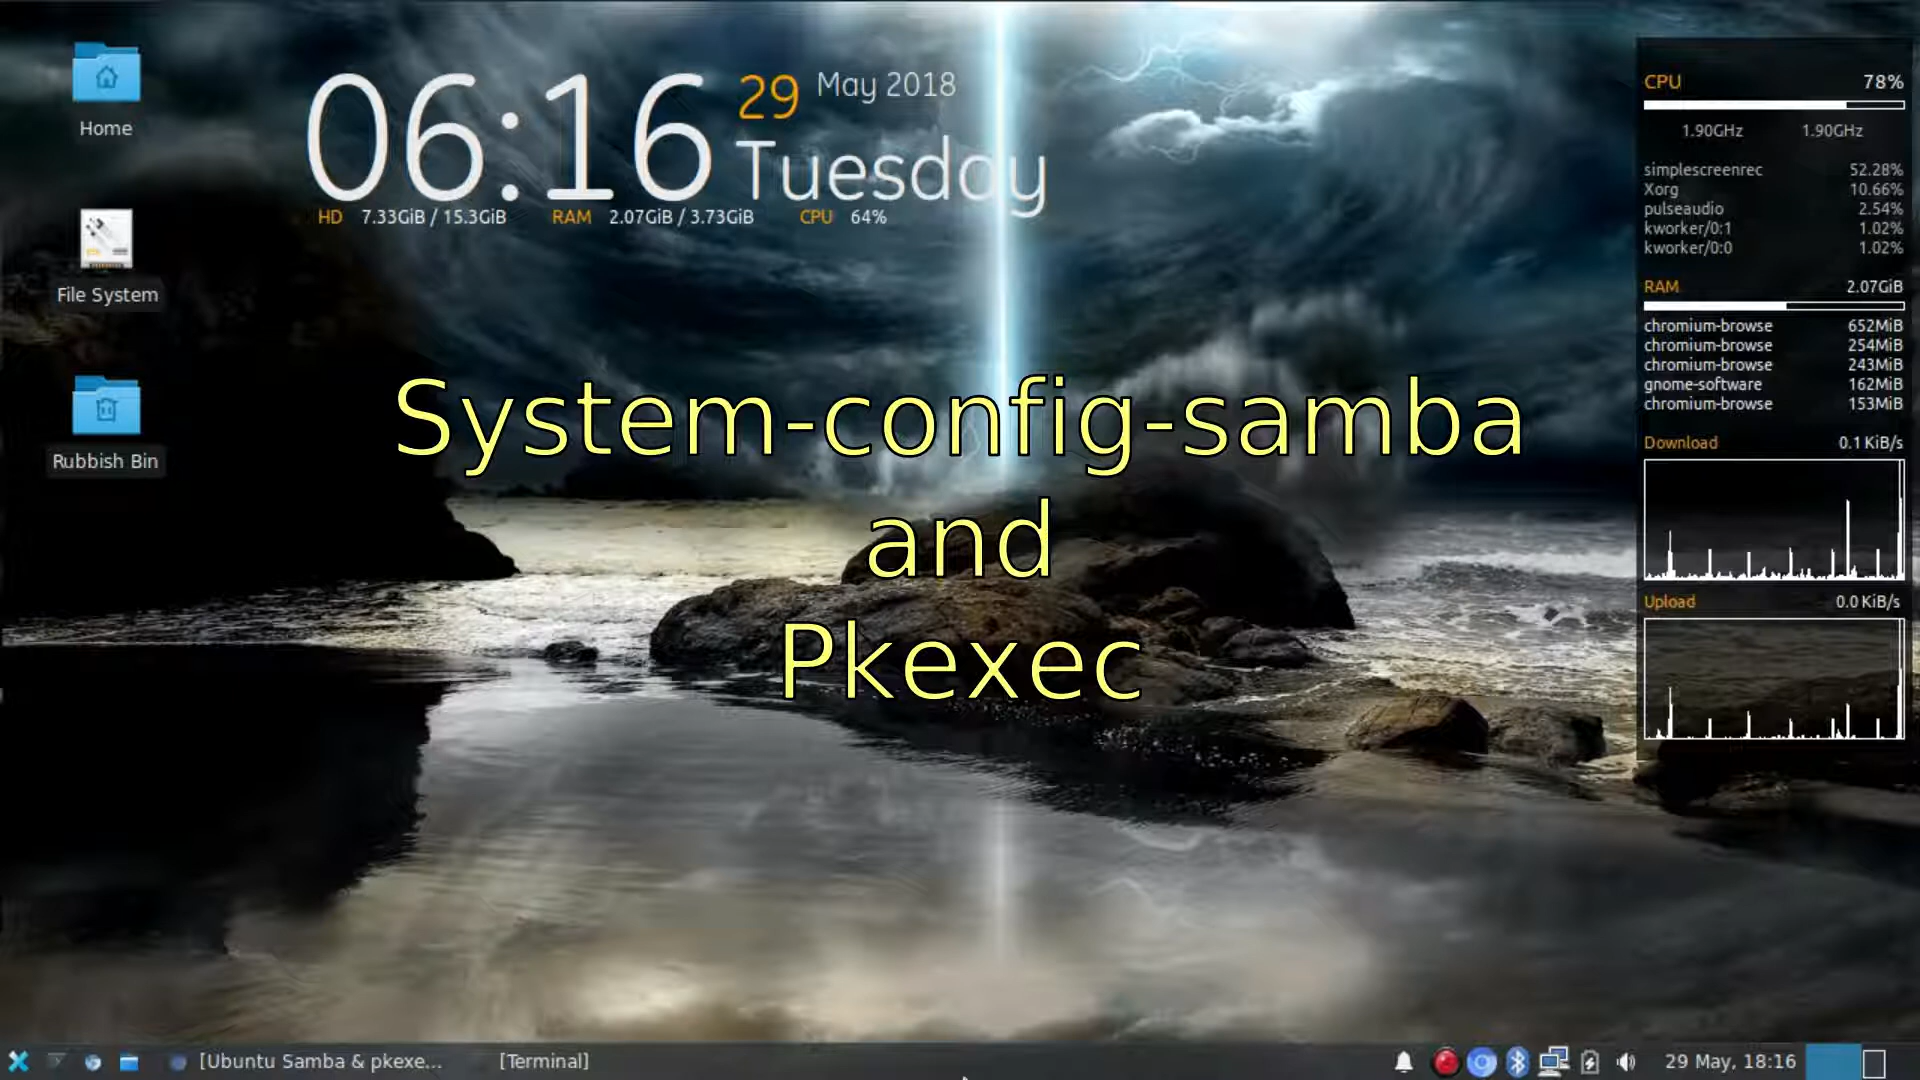 Home
File System
Rubbish Bin
06:16
29 May 2018
Tuesday
HD 7.33GiB / 15.3GiB RAM 2.07GiB / 3.73GiB CPU 64%
System-config-samba
and
Pkexec
CPU 78%
1.90GHz 1.90GHz
simplescreenrec 52.28%
Xorg 10.66%
pulseaudio 2.54%
kworker/0:1 1.02%
kworker/0:0 1.02%
RAM 2.07GiB
chromium-browse 652MiB
chromium-browse 254MiB
chromium-browse 243MiB
gnome-software 162MiB
chromium-browse 153MiB
Download 0.1 KiB/s
Upload 0.0 KiB/s
[Ubuntu Samba & pkexe... [Terminal] 29 May, 18:16